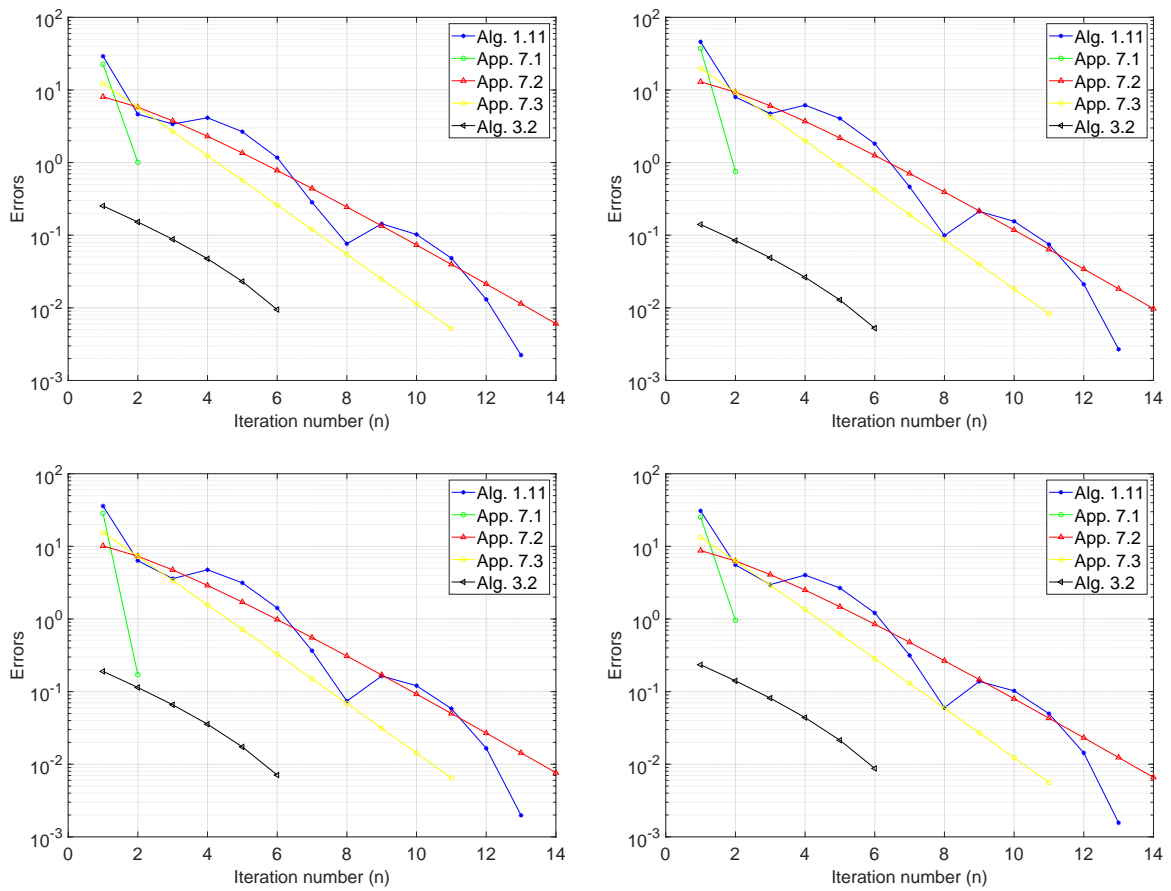 10^2
10^1
10^0
10^-1
10^-2
10^-3
Errors
0 2 4 6 8 10 12 14
Iteration number (n)
Alg. 1.11
App. 7.1
App. 7.2
App. 7.3
Alg. 3.2
10^2
10^1
10^0
10^-1
10^-2
10^-3
Errors
0 2 4 6 8 10 12 14
Iteration number (n)
Alg. 1.11
App. 7.1
App. 7.2
App. 7.3
Alg. 3.2
10^2
10^1
10^0
10^-1
10^-2
10^-3
Errors
0 2 4 6 8 10 12 14
Iteration number (n)
Alg. 1.11
App. 7.1
App. 7.2
App. 7.3
Alg. 3.2
10^2
10^1
10^0
10^-1
10^-2
10^-3
Errors
0 2 4 6 8 10 12 14
Iteration number (n)
Alg. 1.11
App. 7.1
App. 7.2
App. 7.3
Alg. 3.2